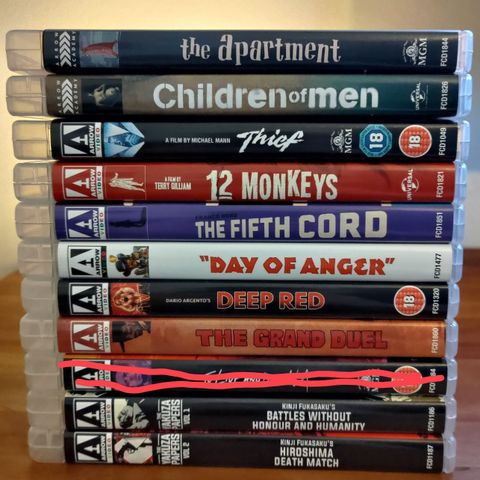 ARROW ACADEMY the apartment MGM FCD1844
ARROW ACADEMY Children of men UNIVERSAL FCD1826
ARROW VIDEO A FILM BY MICHAEL MANN Thief MGM 18 18
ARROW VIDEO A FILM BY TERRY GILLIAM 12 MONKEYS UNIVERSAL FCD1821
ARROW VIDEO THE FIFTH CORD FCD1851
ARROW VIDEO "DAY OF ANGER" FCD1477
ARROW VIDEO DARIO ARGENTO'S DEEP RED 18 FCD1320
ARROW VIDEO THE GRAND DUEL
ARROW VIDEO YAKUZA PAPERS VOL 1 KINJI FUKASAKU'S BATTLES WITHOUT HONOUR AND HUMANITY FCD1186
ARROW VIDEO YAKUZA PAPERS VOL 2 KINJI FUKASAKU'S HIROSHIMA DEATH MATCH FCD1187